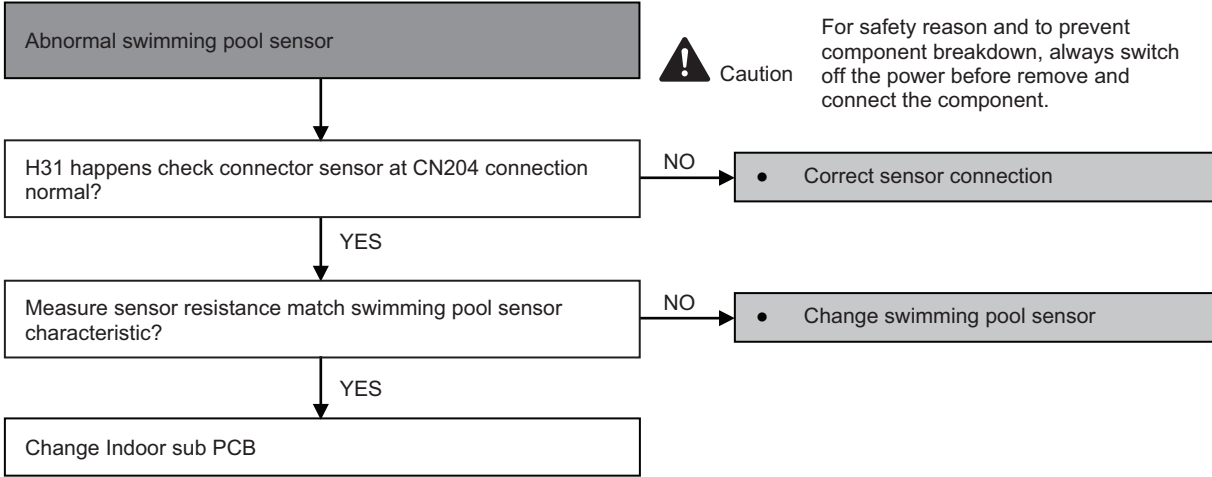 Abnormal swimming pool sensor
Caution
For safety reason and to prevent
component breakdown, always switch
off the power before remove and
connect the component.
H31 happens check connector sensor at CN204 connection
normal?
NO
• Correct sensor connection
YES
Measure sensor resistance match swimming pool sensor
characteristic?
NO
• Change swimming pool sensor
YES
Change Indoor sub PCB